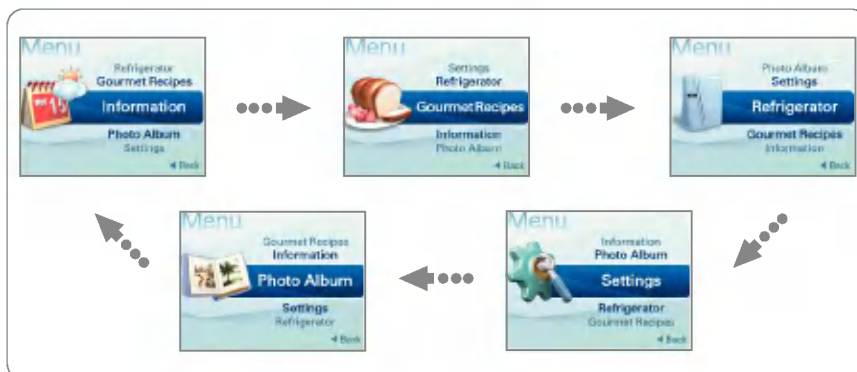 Menu
Refrigerator
Gourmet Recipes
Information
Photo Album
Settings
Back
Menu
Settings
Refrigerator
Gourmet Recipes
Information
Photo Album
Back
Menu
Photo Album
Settings
Refrigerator
Gourmet Recipes
Information
Back
Menu
Gourmet Recipes
Information
Photo Album
Settings
Refrigerator
Back
Menu
Information
Photo Album
Settings
Refrigerator
Gourmet Recipes
Back